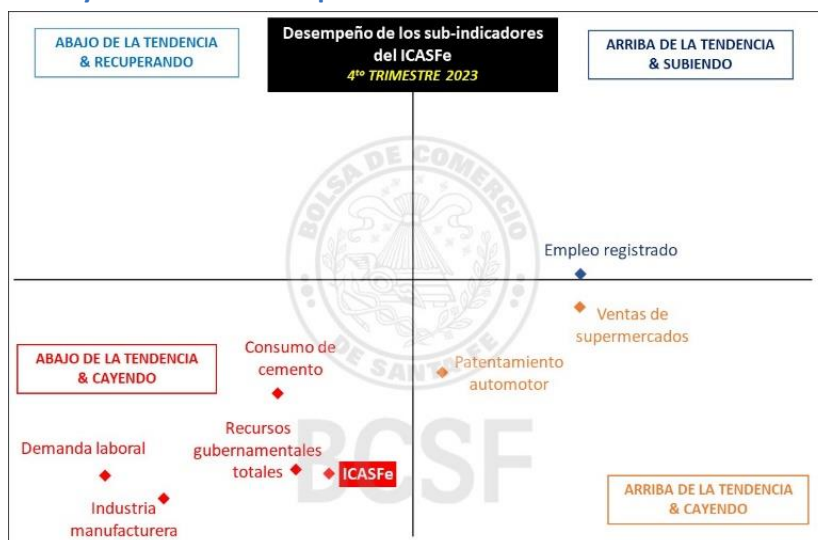 ABAJO DE LA TENDENCIA
& RECUPERANDO
Desempeño de los sub-indicadores
del ICASFe
4to TRIMESTRE 2023
ARRIBA DE LA TENDENCIA
& SUBIENDO
BOLSA DE COMERCIO
DE SANTA FE
BCSF
Empleo registrado
Ventas de
supermercados
Patentamiento
automotor
ABAJO DE LA TENDENCIA
& CAYENDO
Consumo de
cemento
Recursos
gubernamentales
totales
ICASFe
Demanda laboral
Industria
manufacturera
ARRIBA DE LA TENDENCIA
& CAYENDO